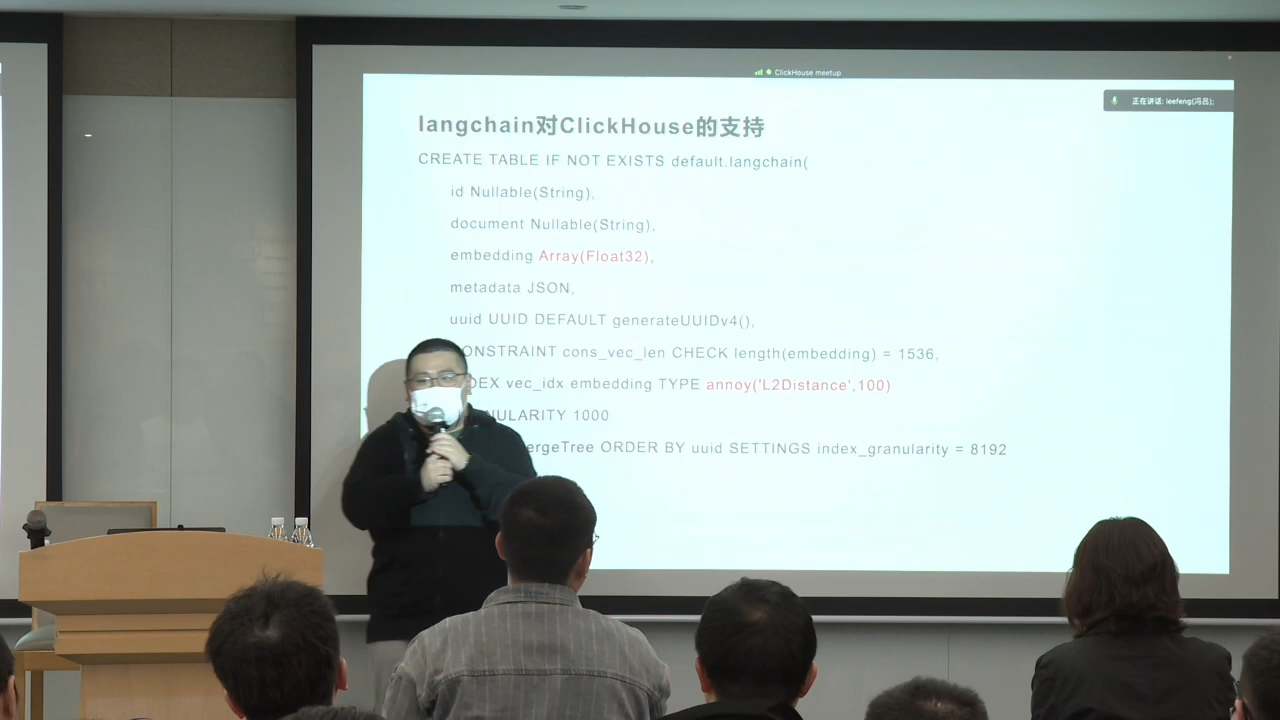 ClickHouse meetup
正在讲话: leefeng(冯吕);
langchain对ClickHouse的支持
CREATE TABLE IF NOT EXISTS default.langchain(
id Nullable(String),
document Nullable(String),
embedding Array(Float32),
metadata JSON,
uuid UUID DEFAULT generateUUIDv4(),
ONSTRAINT cons_vec_len CHECK length(embedding) = 1536,
DEX vec_idx embedding TYPE annoy('L2Distance',100)
NULARITY 1000
ergeTree ORDER BY uuid SETTINGS index_granularity = 8192